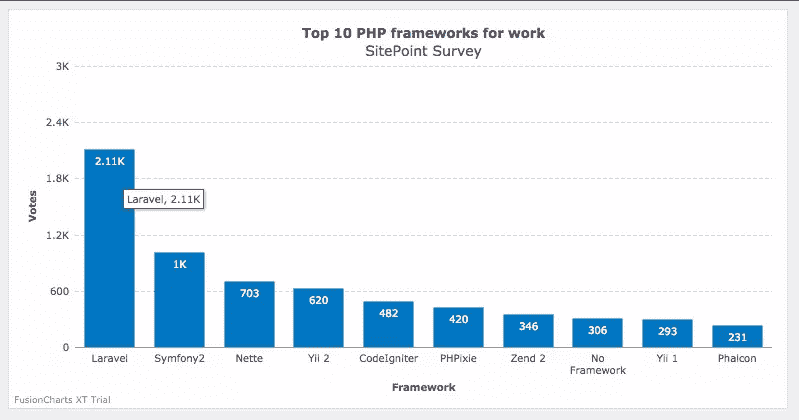 Top 10 PHP frameworks for work
SitePoint Survey
3K
2.4K
1.8K
1.2K
600
0
Votes
2.11K
Laravel, 2.11K
1K
703
620
482
420
346
306
293
231
Laravel
Symfony2
Nette
Yii 2
CodeIgniter
PHPixie
Zend 2
No
Framework
Yii 1
Phalcon
Framework
FusionCharts XT Trial